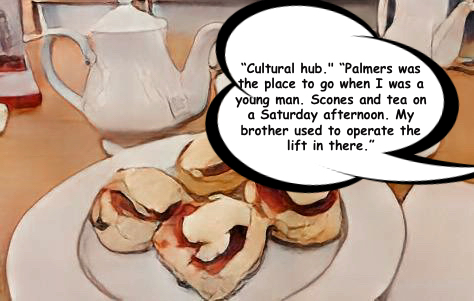 “Cultural hub." “Palmers was
the place to go when I was a
young man. Scones and tea on
a Saturday afternoon. My
brother used to operate the
lift in there.”